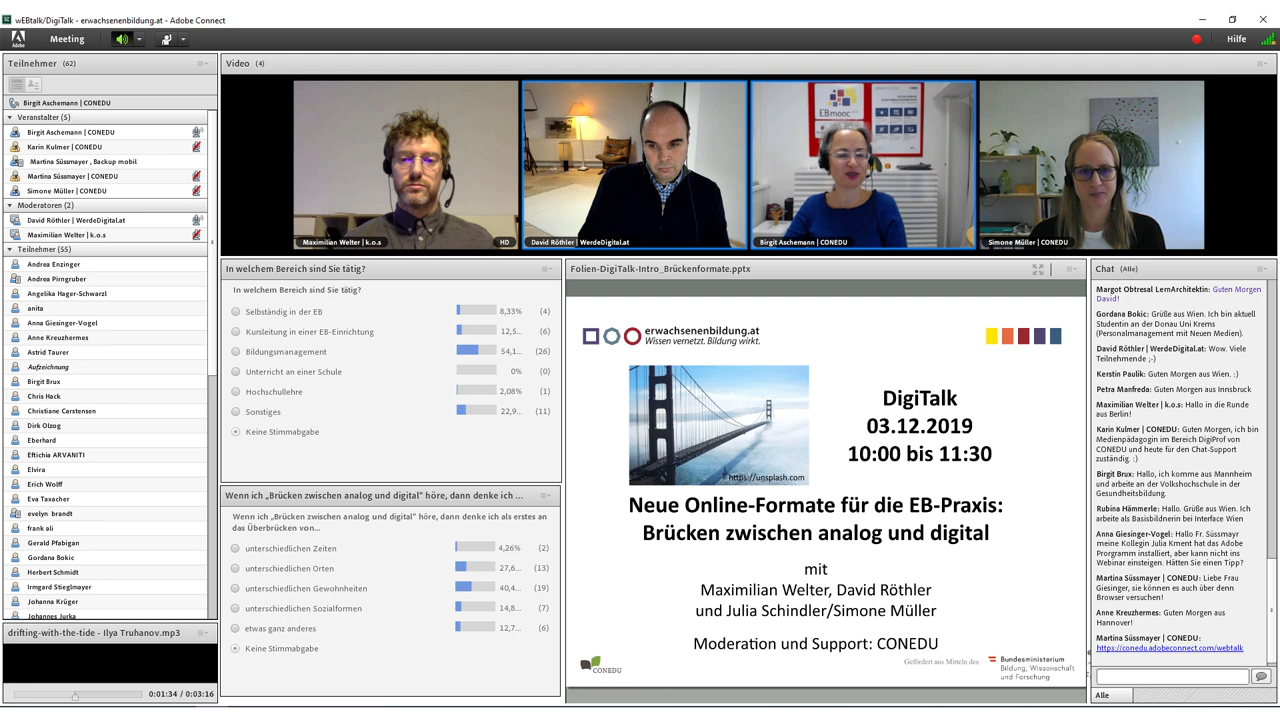 wEBtalk/DigiTalk - erwachsenenbildung.at - Adobe Connect
Adobe
Meeting
Hilfe
Teilnehmer (62)
Birgit Aschemann | CONEDU
Veranstalter (5)
Birgit Aschemann | CONEDU
Karin Kulmer | CONEDU
Martina Süssmayer , Backup mobil
Martina Süssmayer | CONEDU
Simone Müller | CONEDU
Moderatoren (2)
David Röthler | WerdeDigital.at
Maximilian Welter | k.o.s
Teilnehmer (55)
Andrea Enzinger
Andrea Pirngruber
Angelika Hager-Schwarzl
anita
Anna Giesinger-Vogel
Anne Kreuzhermes
Astrid Taurer
Aufzeichnung
Birgit Brux
Chris Hack
Christiane Carstensen
Dirk Olzog
Eberhard
Eftichia ARVANITI
Elvira
Erich Wolff
Eva Taxacher
evelyn brandt
frank ali
Gerald Pfabigan
Gordana Bokic
Herbert Schmidt
Irmgard Stieglmayer
Johanna Krüger
Johannes Jurka
drifting-with-the-tide - Ilya Truhanov.mp3
0:01:34 / 0:03:16
Video (4)
EBmooc
Maximilian Welter | k.o.s
HD
David Röthler | WerdeDigital.at
Birgit Aschemann | CONEDU
Simone Müller | CONEDU
In welchem Bereich sind Sie tätig?
In welchem Bereich sind Sie tätig?
Selbständig in der EB 8,33% (4)
Kursleitung in einer EB-Einrichtung 12,5... (6)
Bildungsmanagement 54,1... (26)
Unterricht an einer Schule 0% (0)
Hochschullehre 2,08% (1)
Sonstiges 22,9... (11)
Keine Stimmabgabe
Wenn ich „Brücken zwischen analog und digital" höre, dann denke ich ...
Wenn ich „Brücken zwischen analog und digital" höre, dann denke ich als erstes an
das Überbrücken von...
unterschiedlichen Zeiten 4,26% (2)
unterschiedlichen Orten 27,6... (13)
unterschiedlichen Gewohnheiten 40,4... (19)
unterschiedlichen Sozialformen 14,8... (7)
etwas ganz anderes 12,7... (6)
Keine Stimmabgabe
Folien-DigiTalk-Intro_Brückenformate.pptx
erwachsenenbildung.at
Wissen vernetzt. Bildung wirkt.
https://unsplash.com
DigiTalk
03.12.2019
10:00 bis 11:30
Neue Online-Formate für die EB-Praxis:
Brücken zwischen analog und digital
mit
Maximilian Welter, David Röthler
und Julia Schindler/Simone Müller
Moderation und Support: CONEDU
CONEDU
Gefördert aus Mitteln des
Bundesministerium
Bildung, Wissenschaft
und Forschung
Chat (Alle)
Margot Obtresal LernArchitektin: Guten Morgen
David!
Gordana Bokic: Grüße aus Wien. Ich bin aktuell
Studentin an der Donau Uni Krems
(Personalmanagement mit Neuen Medien).
David Röthler | WerdeDigital.at: Wow. Viele
Teilnehmende ;-)
Kerstin Paulik: Guten Morgen aus Wien. :)
Petra Manfreda: Guten Morgen aus Innsbruck
Maximilian Welter | k.o.s: Hallo in die Runde
aus Berlin!
Karin Kulmer | CONEDU: Guten Morgen, ich bin
Medienpädagogin im Bereich DigiProf von
CONEDU und heute für den Chat-Support
zuständig. :)
Birgit Brux: Hallo, ich komme aus Mannheim
und arbeite an der Volkshochschule in der
Gesundheitsbildung.
Rubina Hämmerle: Hallo. Grüße aus Wien. Ich
arbeite als Basisbildnerin bei Interface Wien
Anna Giesinger-Vogel: Hallo Fr. Süssmayr
meine Kollegin Julia Kment hat das Adobe
Prorgramm installiert, aber kann nicht ins
Webinar einsteigen. Hätten Sie einen Tipp?
Martina Süssmayer | CONEDU: Liebe Frau
Giesinger, sie können es auch über denn
Browser versuchen!
Anne Kreuzhermes: Guten Morgen aus
Hannover!
Martina Süssmayer | CONEDU:
https://conedu.adobeconnect.com/webtalk
Alle